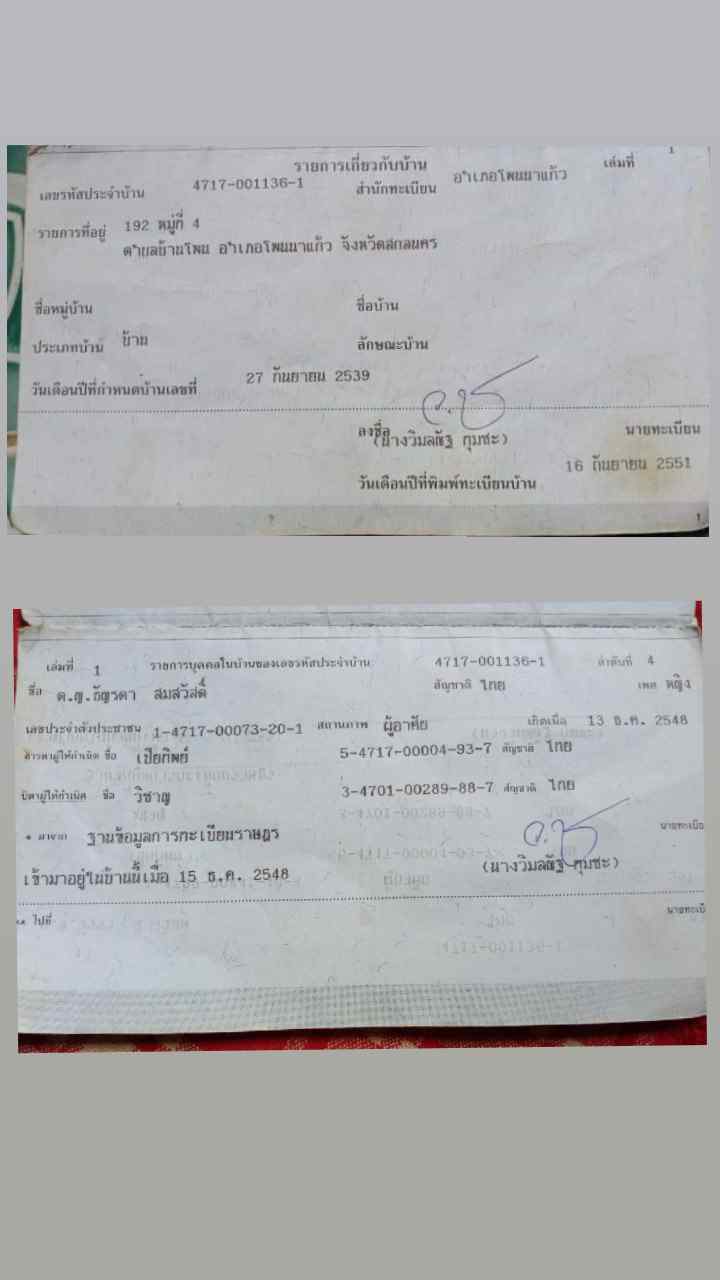 1
รายการเกี่ยวกับบ้าน เล่มที่
เลขรหัสประจำบ้าน 4717-001136-1 สำนักทะเบียน อำเภอโพนนาแก้ว
รายการที่อยู่ 192 หมู่ที่ 4
ตำบลบ้านโพน อำเภอโพนนาแก้ว จังหวัดสกลนคร
ชื่อหมู่บ้าน ชื่อบ้าน
ประเภทบ้าน บ้าน ลักษณะบ้าน
วันเดือนปีที่กำหนดบ้านเลขที่ 27 กันยายน 2539
ลงชื่อ นายทะเบียน
(นางวิมลณัฐ กุมชะ)
16 กันยายน 2551
วันเดือนปีที่พิมพ์ทะเบียนบ้าน
1
เล่มที่ 1 รายการบุคคลในบ้านของเลขรหัสประจำบ้าน 4717-001136-1 ลำดับที่ 4
ชื่อ ด.ญ.ธัญรดา สมสวัสดิ์ สัญชาติ ไทย เพศ หญิง
เลขประจำตัวประชาชน 1-4717-00073-20-1 สถานภาพ ผู้อาศัย เกิดเมื่อ 13 ธ.ค. 2548
มารดาผู้ให้กำเนิด ชื่อ เปียทิพย์ 5-4717-00004-93-7 สัญชาติ ไทย
บิดาผู้ให้กำเนิด ชื่อ วิชาญ 3-4701-00289-88-7 สัญชาติ ไทย
* มาจาก ฐานข้อมูลการทะเบียนราษฎร นายทะเบีย
เข้ามาอยู่ในบ้านนี้เมื่อ 15 ธ.ค. 2548 (นางวิมลณัฐ กุมชะ)
** ไปที่ นายทะเบี